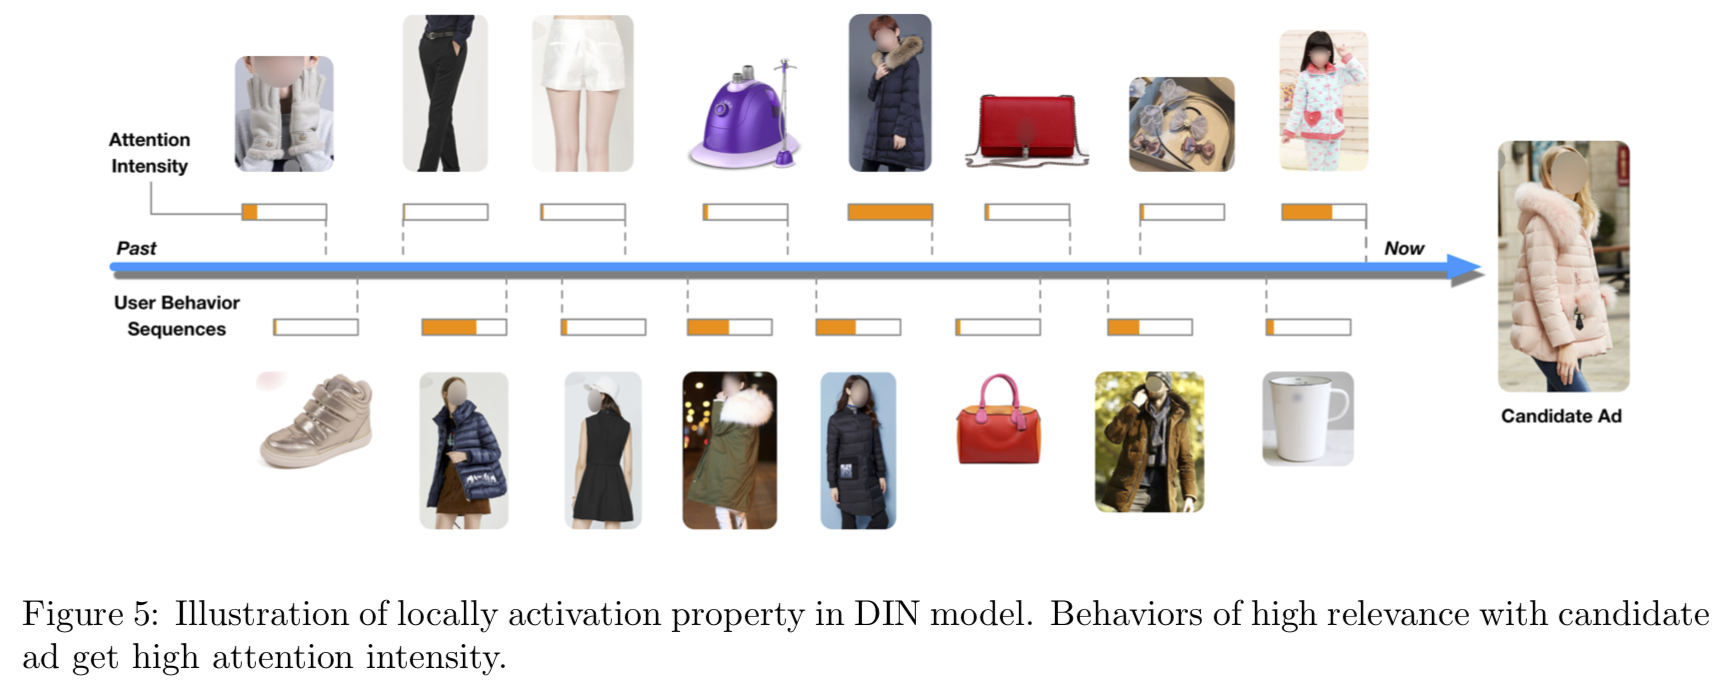 Attention
Intensity
Past
Now
User Behavior
Sequences
Candidate Ad
Figure 5: Illustration of locally activation property in DIN model. Behaviors of high relevance with candidate
ad get high attention intensity.